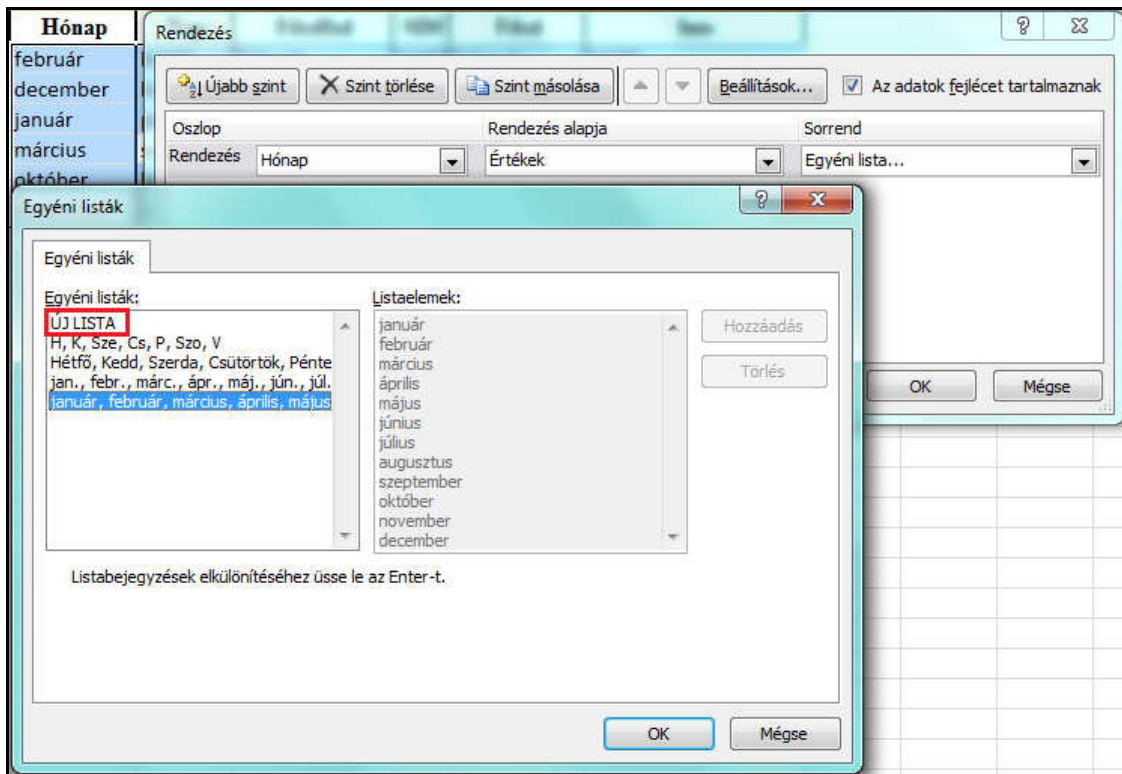 Hónap
február
december
január
március
október
Rendezés
Újabb szint
Szint törlése
Szint másolása
Beállítások...
Az adatok fejlécet tartalmaznak
Oszlop
Rendezés alapja
Sorrend
Rendezés
Hónap
Értékek
Egyéni lista...
OK
Mégse
Egyéni listák
Egyéni listák
Egyéni listák:
ÚJ LISTA
H, K, Sze, Cs, P, Szo, V
Hétfő, Kedd, Szerda, Csütörtök, Pénte
jan., febr., márc., ápr., máj., jún., júl.
január, február, március, április, május
Listaelemek:
január
február
március
április
május
június
július
augusztus
szeptember
október
november
december
Hozzáadás
Törlés
Listabejegyzések elkülönítéséhez üsse le az Enter-t.
OK
Mégse